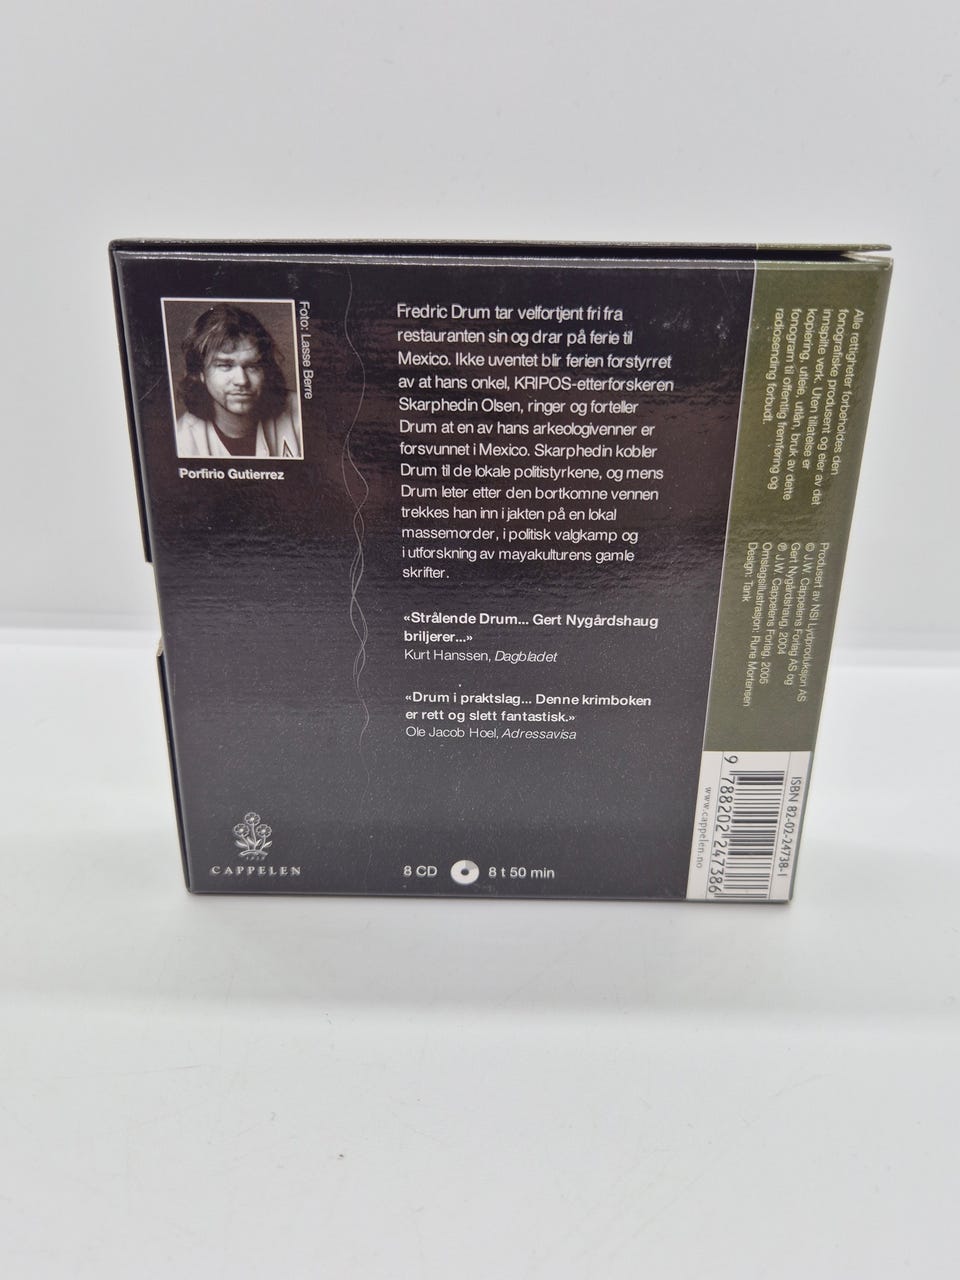 Foto: Lasse Berre
Porfirio Gutierrez
Fredric Drum tar velfortjent fri fra
restauranten sin og drar på ferie til
Mexico. Ikke uventet blir ferien forstyrret
av at hans onkel, KRIPOS-etterforskeren
Skarphedin Olsen, ringer og forteller
Drum at en av hans arkeologivenner er
forsvunnet i Mexico. Skarphedin kobler
Drum til de lokale politistyrkene, og mens
Drum leter etter den bortkomne vennen
trekkes han inn i jakten på en lokal
massemorder, i politisk valgkamp og
i utforskning av mayakulturens gamle
skrifter.
«Strålende Drum... Gert Nygårdshaug
briljerer...»
Kurt Hanssen, Dagbladet
«Drum i praktslag... Denne krimboken
er rett og slett fantastisk.»
Ole Jacob Hoel, Adressavisa
CAPPELEN
8 CD 8 t 50 min
Alle rettigheter forbeholdes den
fonografiske produsent og eier av det
innspilte verk. Uten tillatelse er
kopiering, utleie, utlån, bruk av dette
fonogram til offentlig fremføring og
radiosending forbudt.
Produsert av NSI Lydproduksjon AS
© J.W. Cappelens Forlag AS og
Gert Nygårdshaug, 2004
℗ J.W. Cappelens Forlag, 2005
Omslagsillustrasjon: Rune Mortensen
Design: Tank
ISBN 82-02-24738-1
9 788202 247386
www.cappelen.no